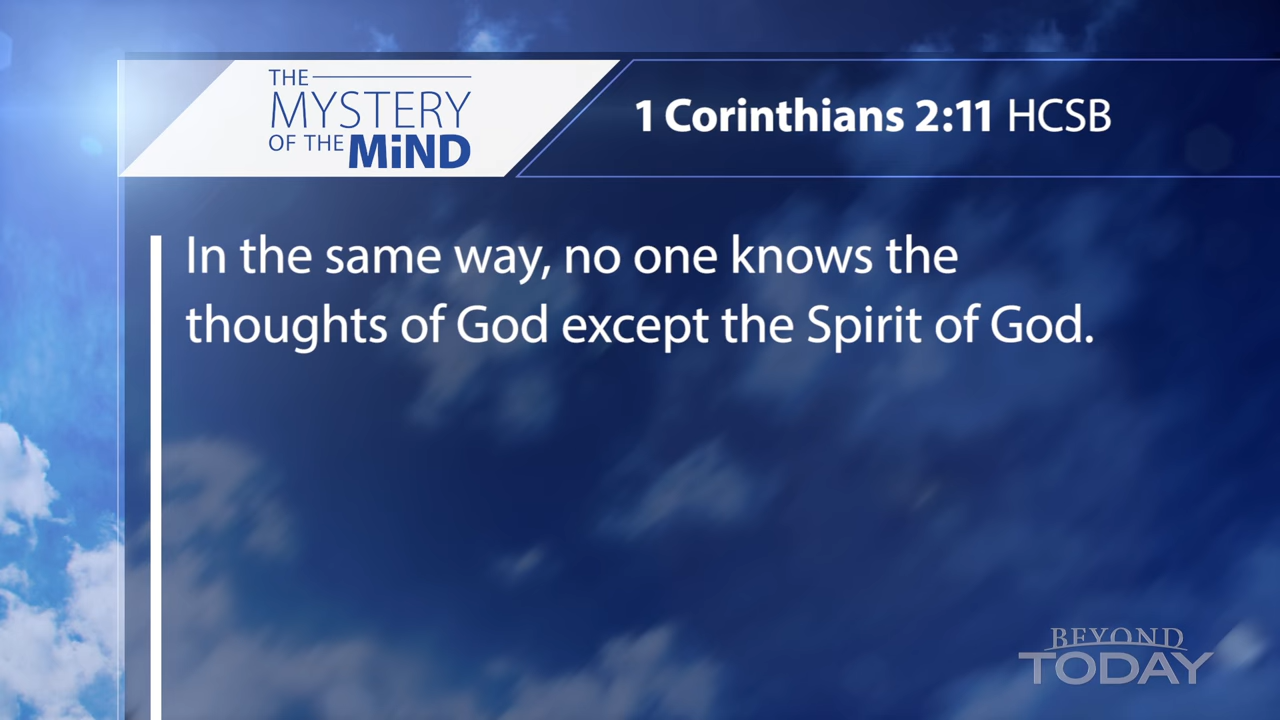 THE
MYSTERY
OF THE MiND
1 Corinthians 2:11 HCSB
In the same way, no one knows the
thoughts of God except the Spirit of God.
BEYOND
TODAY